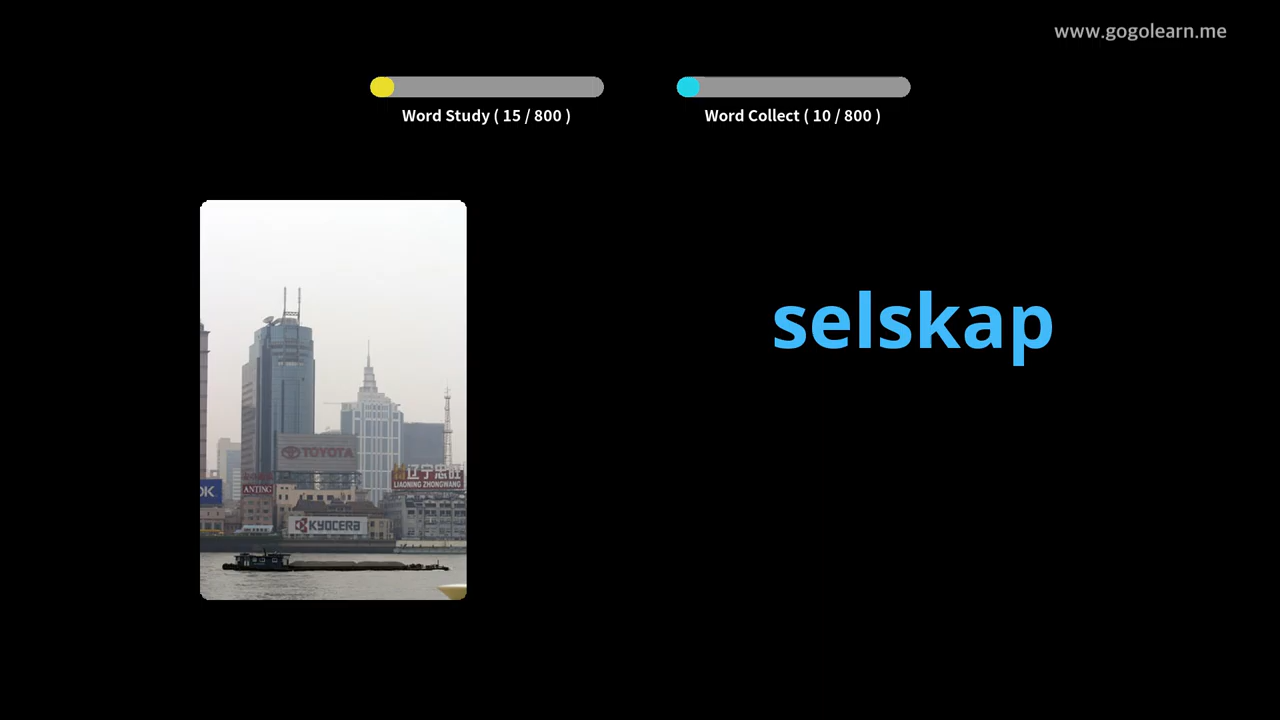 www.gogolearn.me
Word Study ( 15 / 800 )
Word Collect ( 10 / 800 )
selskap
TOYOTA
辽宁忠旺
LIAONING ZHONGWANG
OK
ANTING
KYOCERA